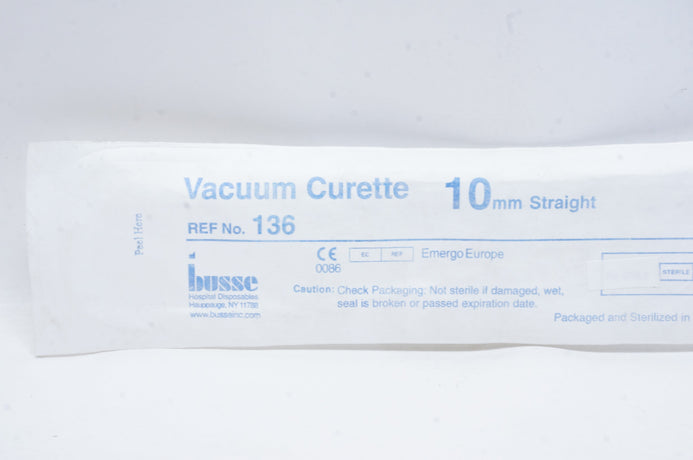 Vacuum Curette 10mm Straight
REF No. 136
Peel Here
CE
0086
EC REP Emergo Europe
STERILE
busse
Hospital Disposables
Hauppauge, NY 11788
www.busseinc.com
Caution: Check Packaging: Not sterile if damaged, wet,
seal is broken or passed expiration date.
Packaged and Sterilized in